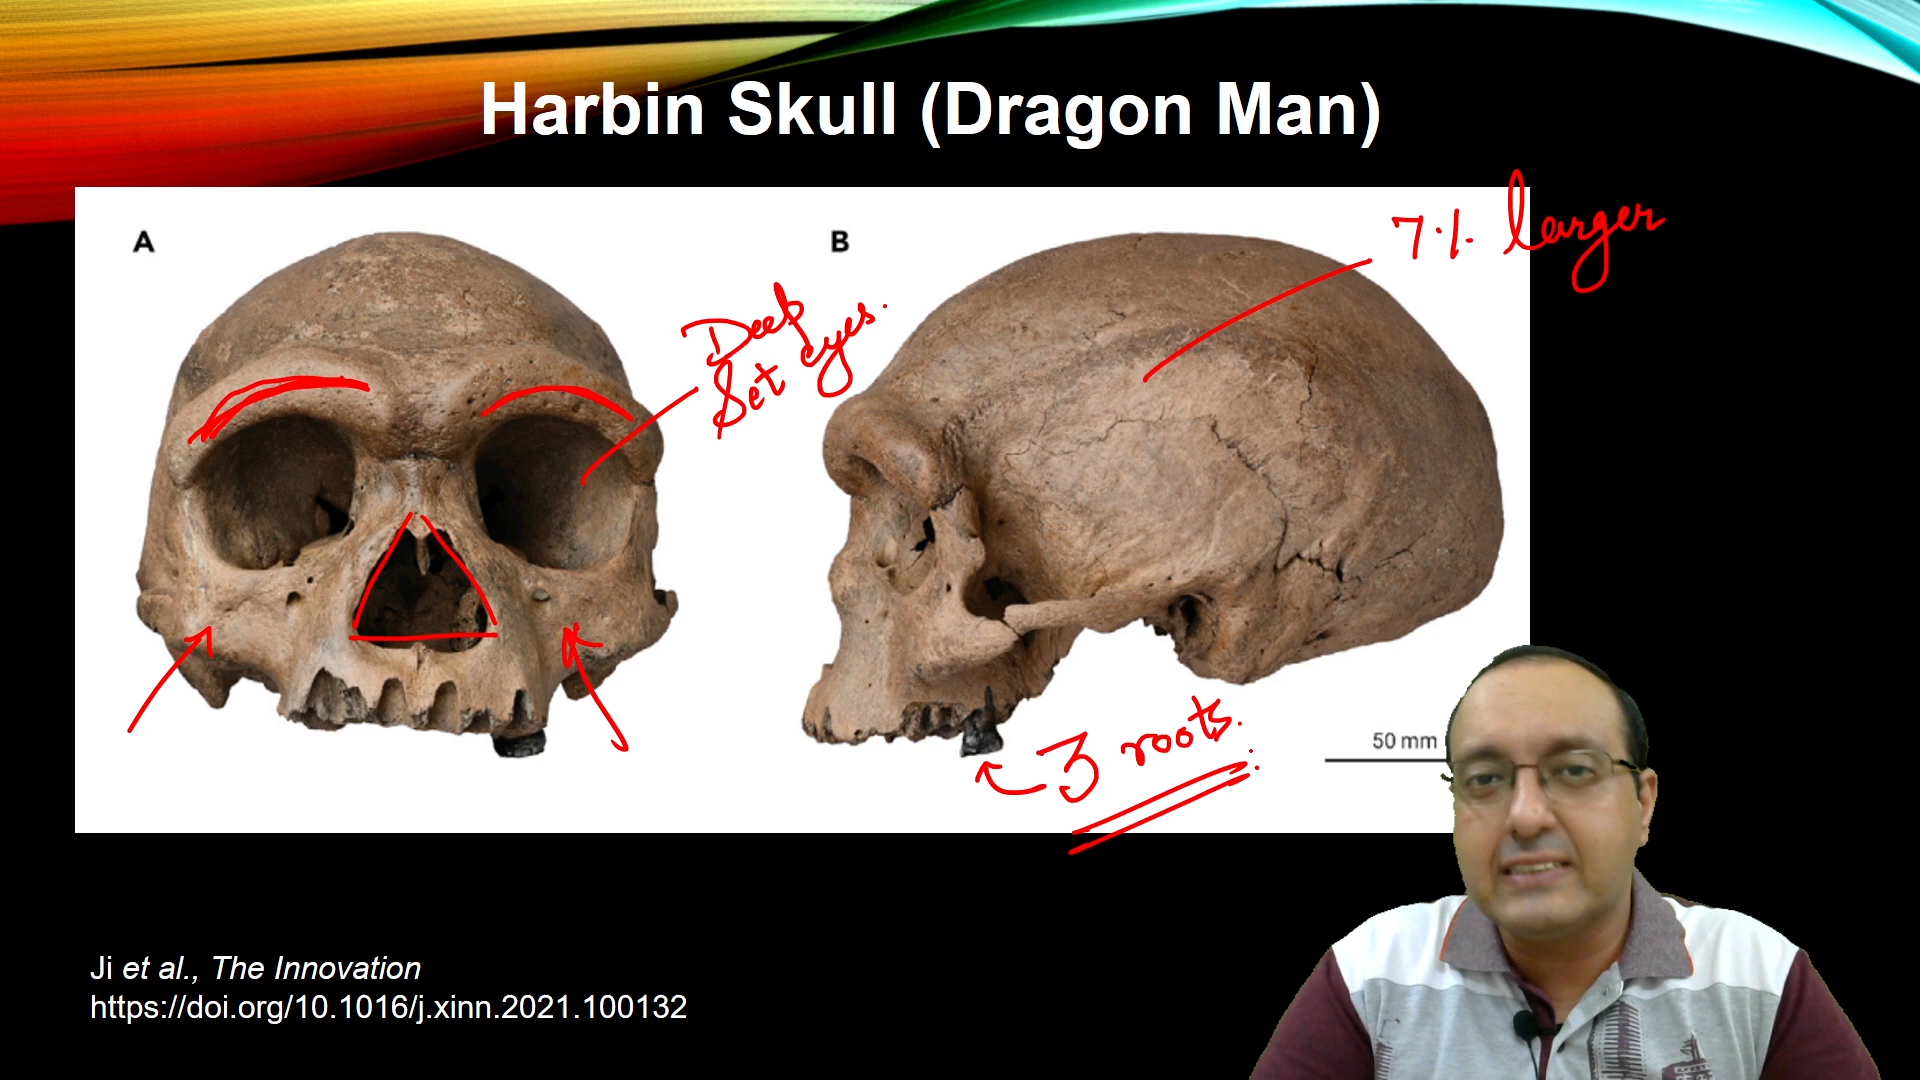 Harbin Skull (Dragon Man)
A
B
7% larger
Deep
Set eyes.
3 roots.
50 mm
Ji et al., The Innovation
https://doi.org/10.1016/j.xinn.2021.100132